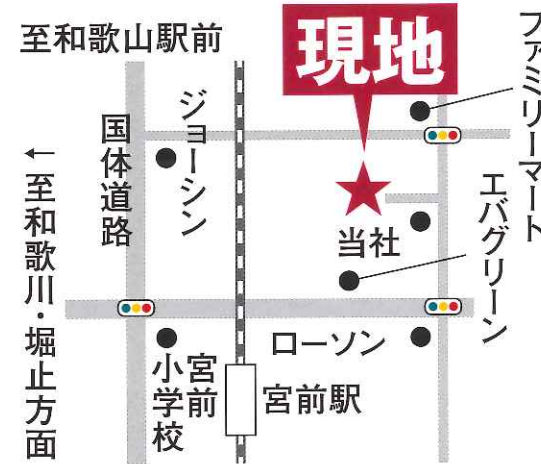 至和歌山駅前
現地
ファミリーマート
ジョーシン
国体道路
←至和歌川・堀止方面
エバグリーン
当社
ローソン
宮前
小学校
宮前駅